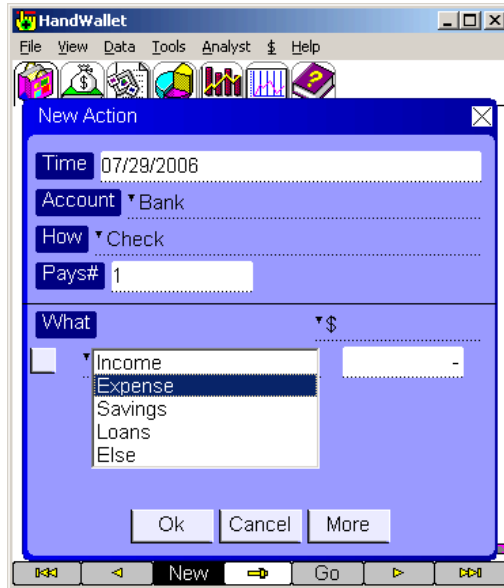 HandWallet
File View Data Tools Analyst $ Help
New Action
Time 07/29/2006
Account Bank
How Check
Pays# 1
What $
Income -
Expense
Savings
Loans
Else
Ok Cancel More
New Go